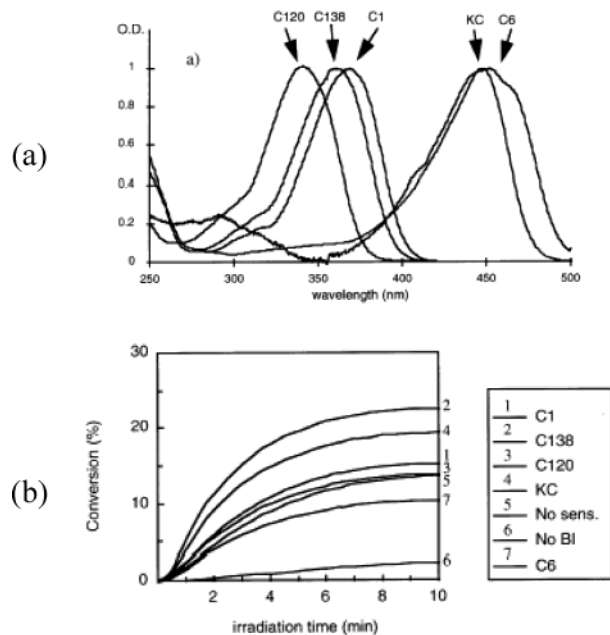 C120 C138 C1 KC C6
O.D.
a)
1
0.8
0.6
0.4
0.2
0
250 300 350 400 450 500
wavelength (nm)
(a)
30
20
10
0
Conversion (%)
2
4
1
3
5
7
6
2 4 6 8 10
irradiation time (min)
(b)
1 C1
2 C138
3 C120
4 KC
5 No sens.
6 No BI
7 C6